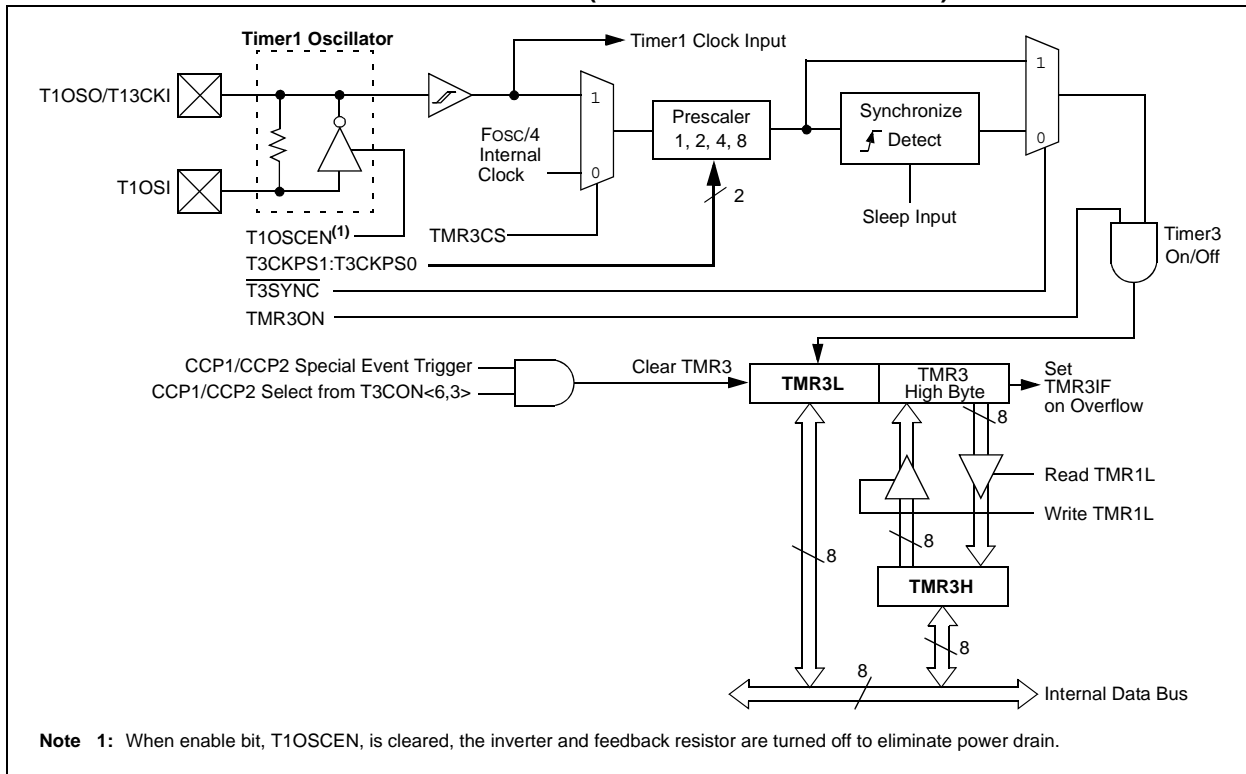 Timer1 Oscillator
Timer1 Clock Input
T1OSO/T13CKI
1
1
FOSC/4
Internal
Clock
Prescaler
1, 2, 4, 8
Synchronize
Detect
0
0
T1OSI
2
Sleep Input
T1OSCEN(1)
TMR3CS
Timer3
On/Off
T3CKPS1:T3CKPS0
T3SYNC
TMR3ON
CCP1/CCP2 Special Event Trigger
CCP1/CCP2 Select from T3CON<6,3>
Clear TMR3
TMR3L
TMR3
High Byte
Set
TMR3IF
on Overflow
8
Read TMR1L
Write TMR1L
8
8
TMR3H
8
8
Internal Data Bus
Note 1: When enable bit, T1OSCEN, is cleared, the inverter and feedback resistor are turned off to eliminate power drain.